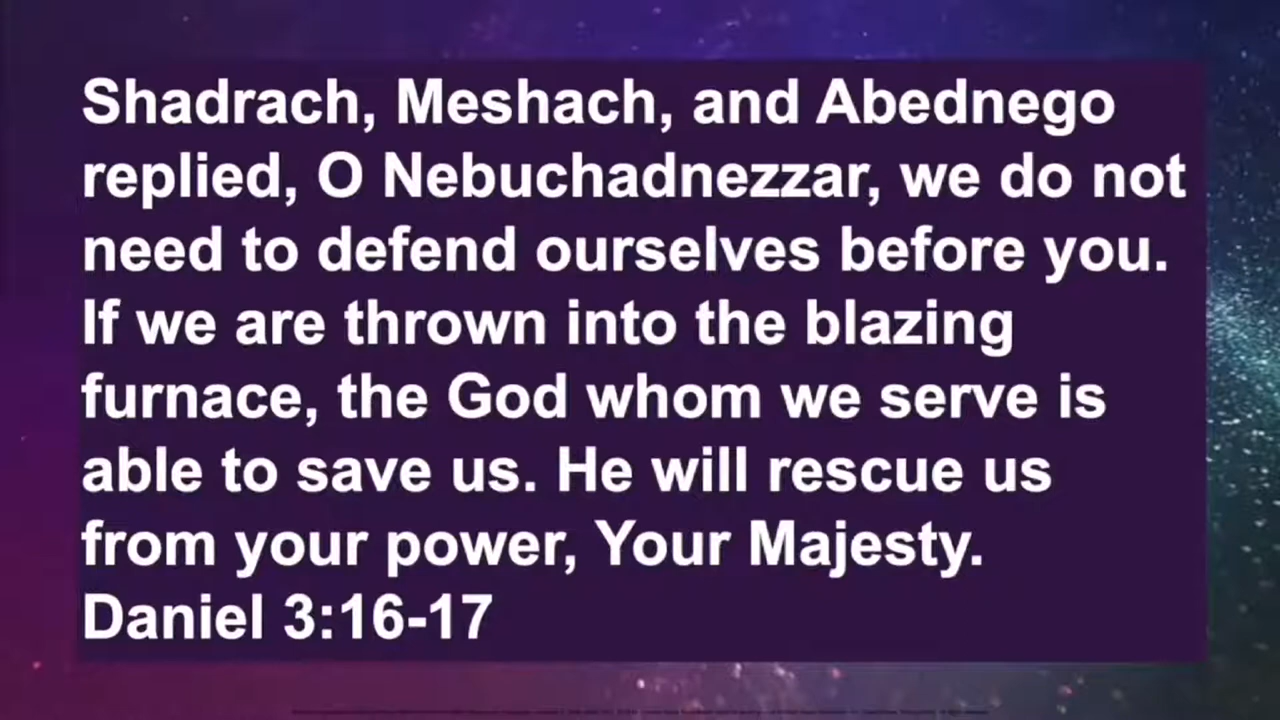 Shadrach, Meshach, and Abednego
replied, O Nebuchadnezzar, we do not
need to defend ourselves before you.
If we are thrown into the blazing
furnace, the God whom we serve is
able to save us. He will rescue us
from your power, Your Majesty.
Daniel 3:16-17